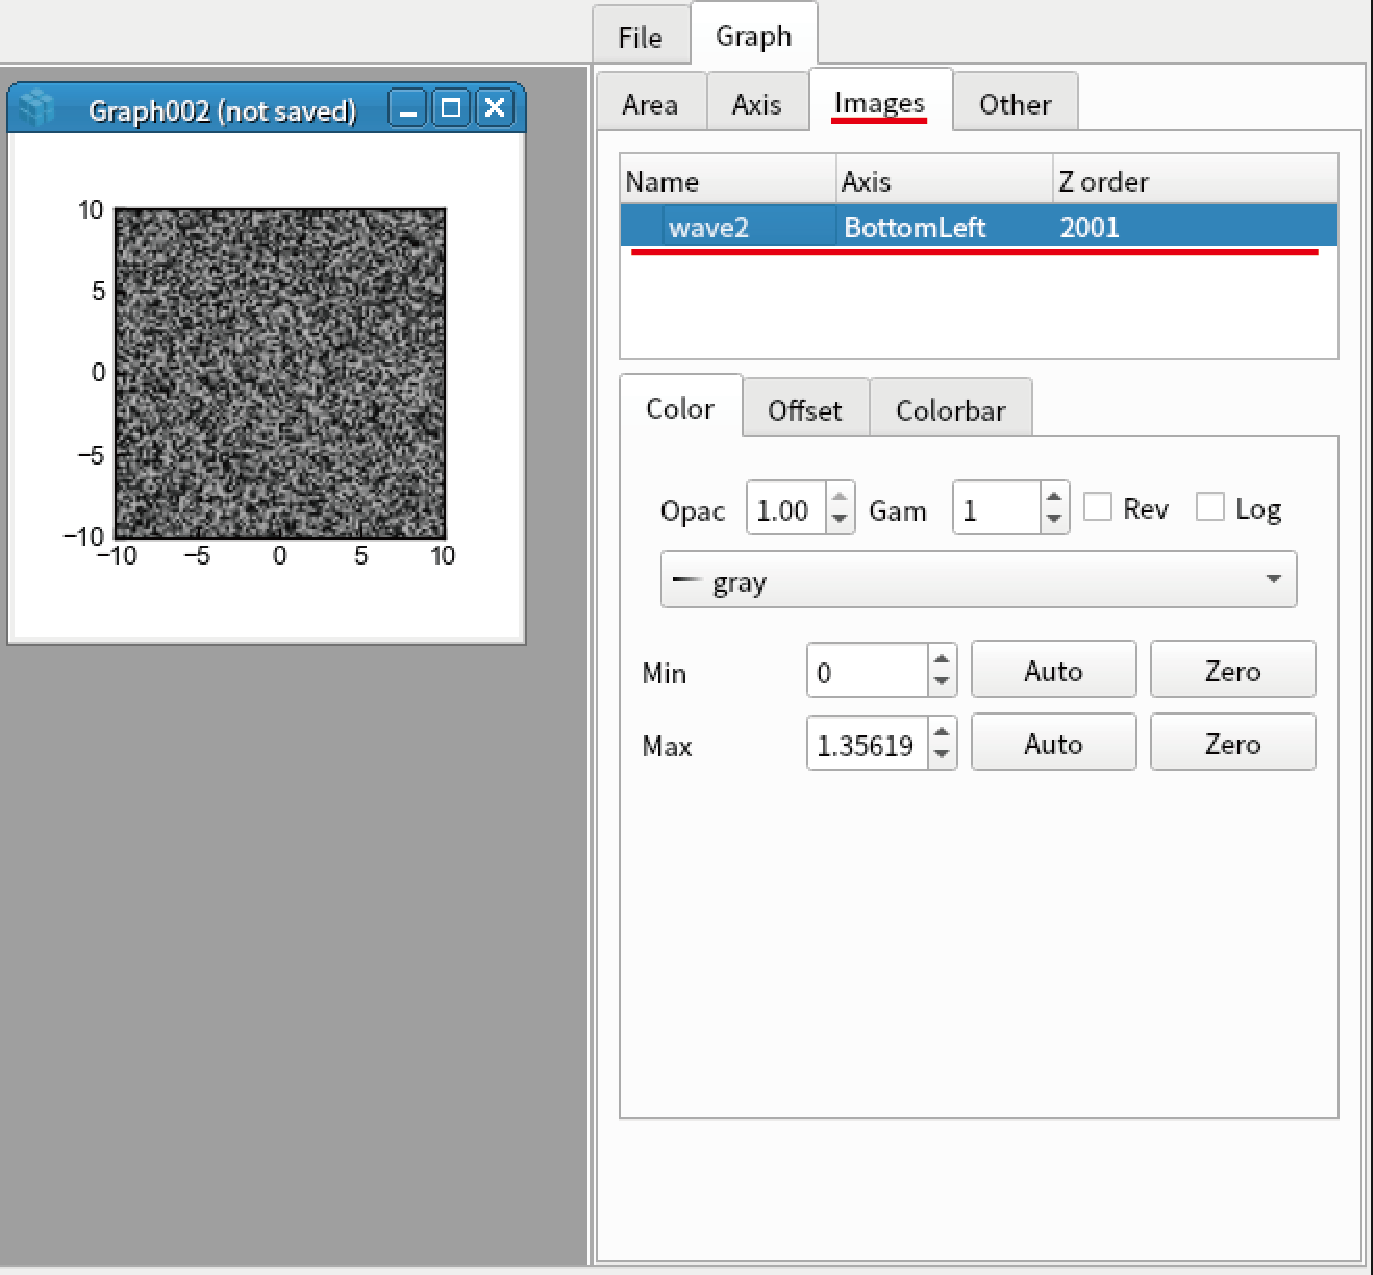 File Graph
Graph002 (not saved)
10
5
0
−5
−10
−10 −5 0 5 10
Area Axis Images Other
Name Axis Z order
wave2 BottomLeft 2001
Color Offset Colorbar
Opac 1.00 Gam 1 Rev Log
gray
Min 0 Auto Zero
Max 1.35619 Auto Zero